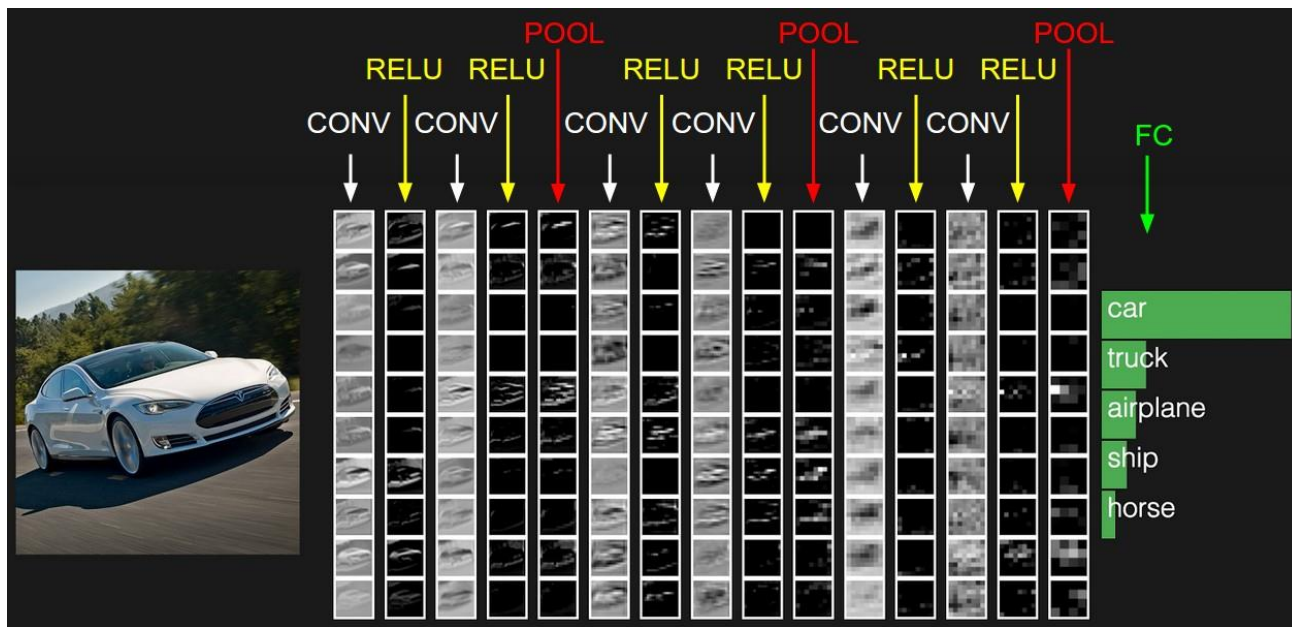 POOL POOL POOL
RELU RELU RELU RELU RELU RELU
CONV CONV CONV CONV CONV CONV
FC
car
truck
airplane
ship
horse